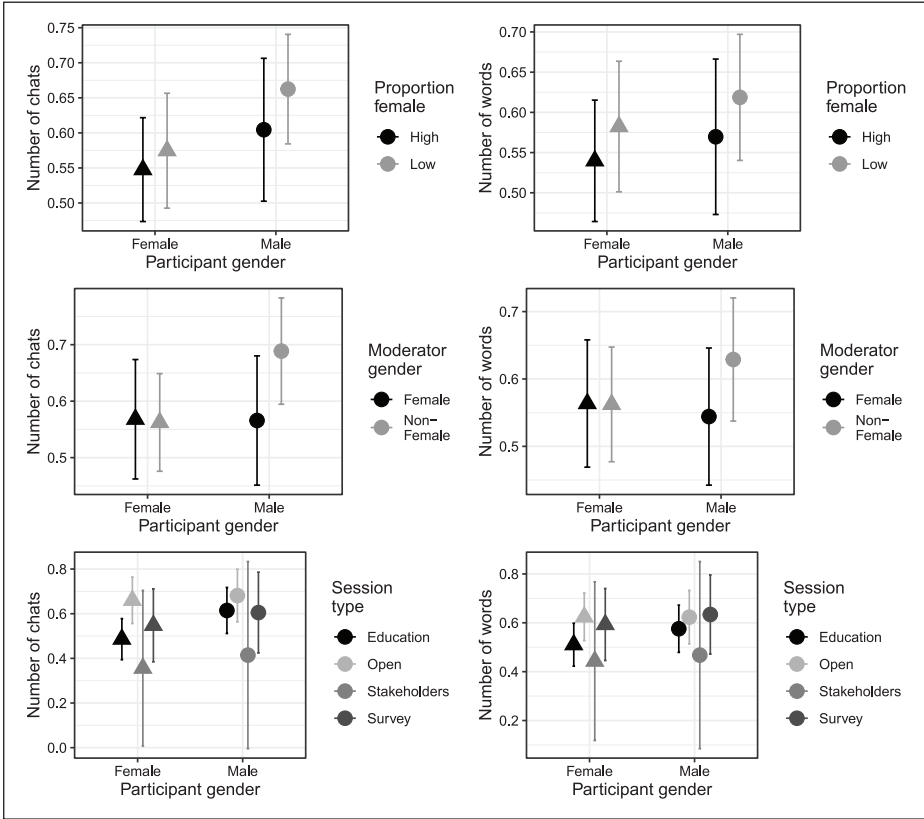 0.75
0.70
0.65
0.60
0.55
0.50
Number of chats
Female
Male
Participant gender
Proportion
female
High
Low
0.70
0.65
0.60
0.55
0.50
Number of words
Female
Male
Participant gender
Proportion
female
High
Low
0.7
0.6
0.5
Number of chats
Female
Male
Participant gender
Moderator
gender
Female
Non−
Female
0.7
0.6
0.5
Number of words
Female
Male
Participant gender
Moderator
gender
Female
Non−
Female
0.8
0.6
0.4
0.2
0.0
Number of chats
Female
Male
Participant gender
Session
type
Education
Open
Stakeholders
Survey
0.8
0.6
0.4
0.2
Number of words
Female
Male
Participant gender
Session
type
Education
Open
Stakeholders
Survey